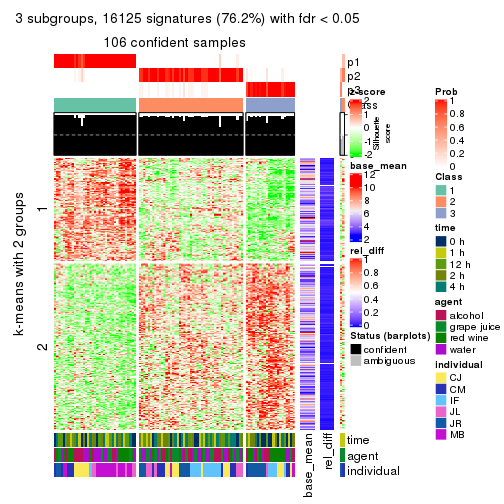 3 subgroups, 16125 signatures (76.2%) with fdr < 0.05
106 confident samples
p1
p2
p3
Silhouette score
k-means with 2 groups
1
2
z-score
2
1
0
-1
-2
base_mean
12
10
8
6
4
2
rel_diff
1
0.8
0.6
0.4
0.2
0
Status (barplots)
confident
ambiguous
Prob
1
0.8
0.6
0.4
0.2
0
Class
1
2
3
time
0 h
1 h
12 h
2 h
4 h
agent
alcohol
grape juice
red wine
water
individual
CJ
CM
IF
JL
JR
MB
time
agent
individual
base_mean
rel_diff